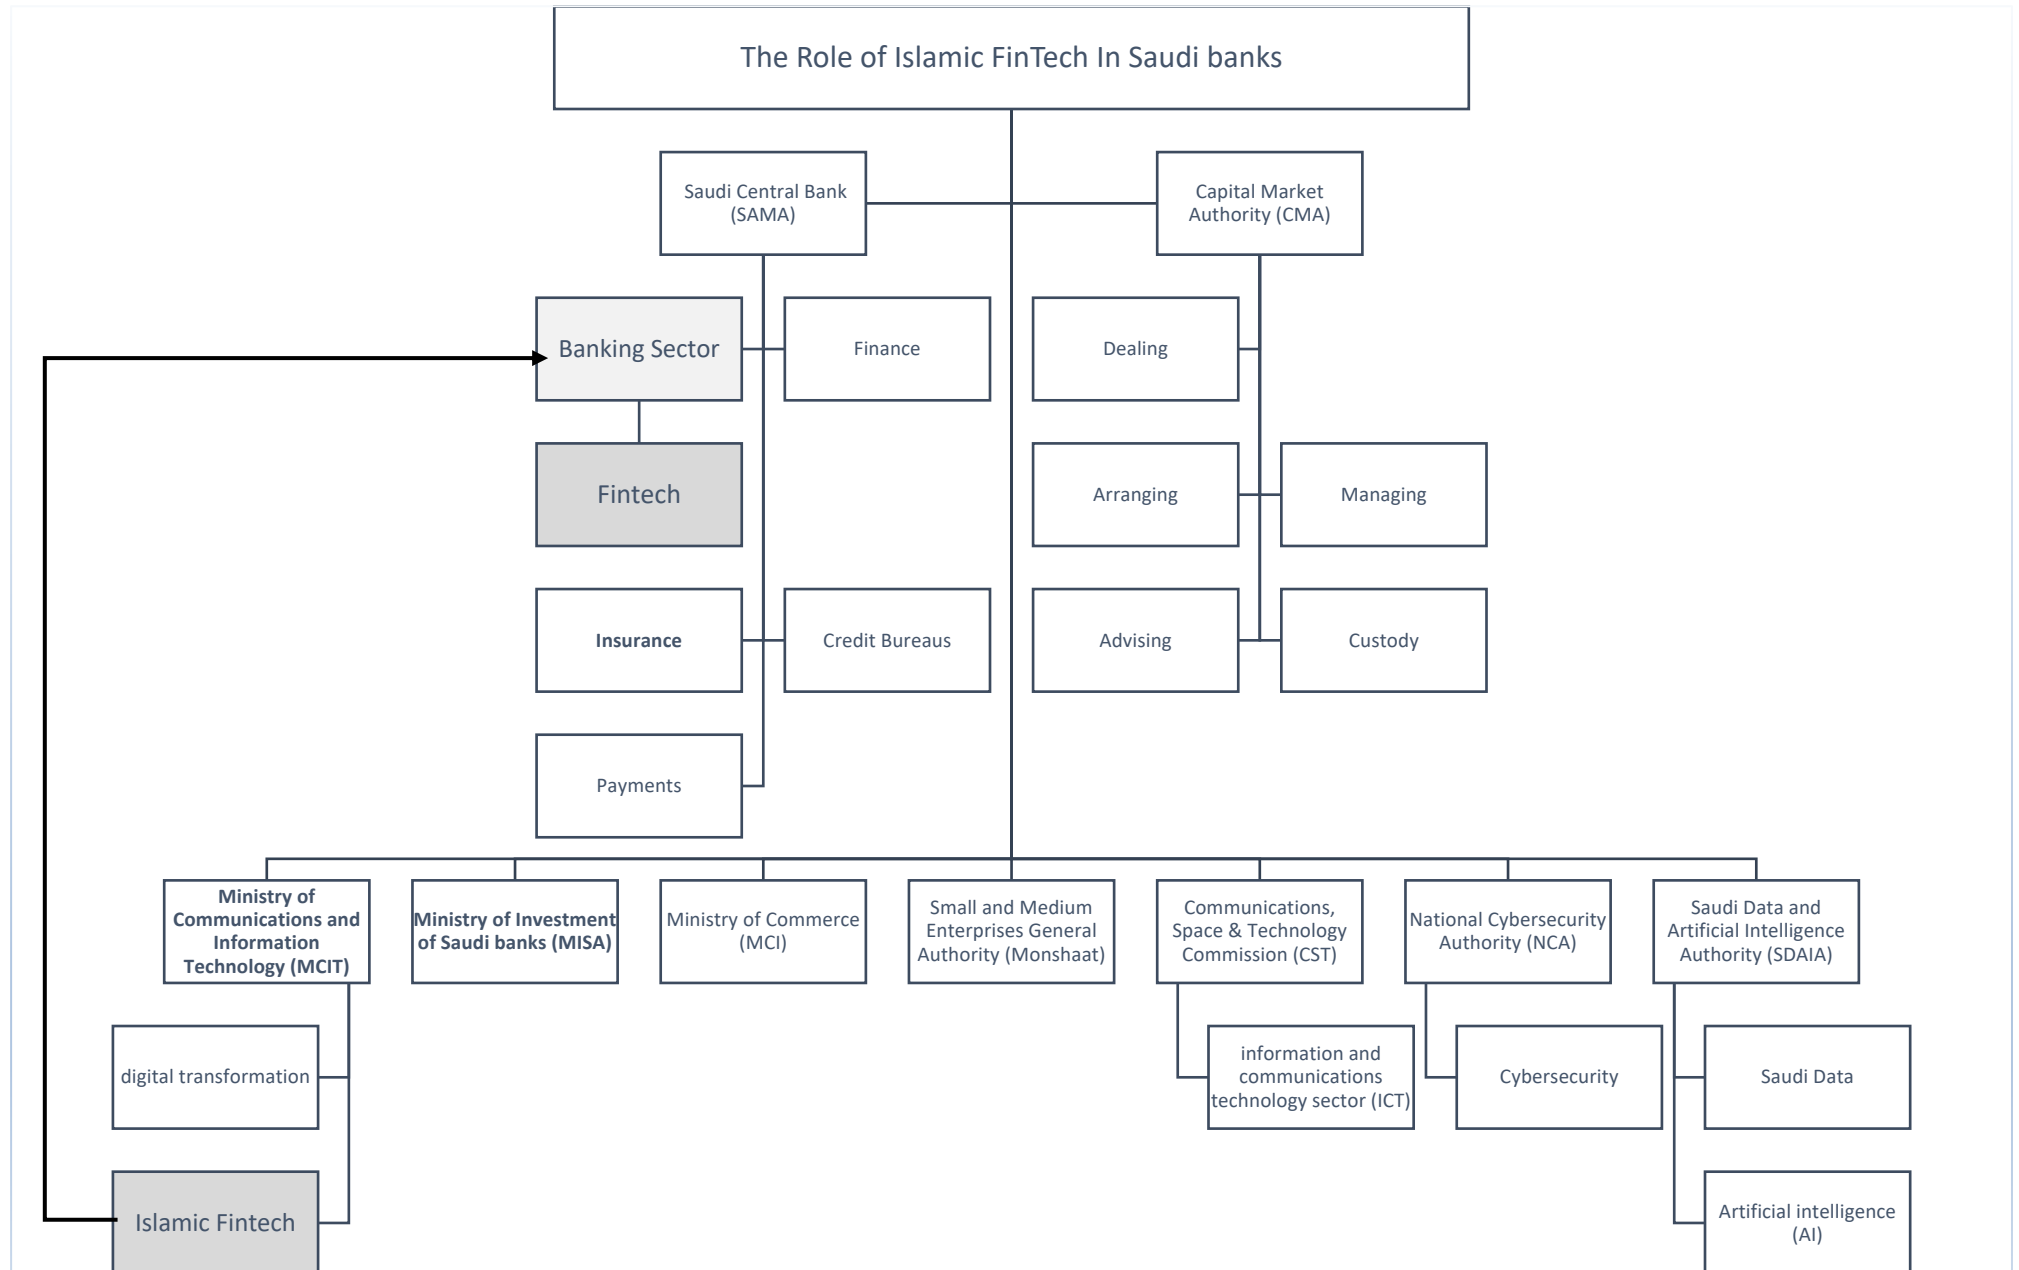 The Role of Islamic FinTech In Saudi banks
Saudi Central Bank
(SAMA)
Capital Market
Authority (CMA)
Banking Sector
Finance
Dealing
Fintech
Arranging
Managing
Insurance
Credit Bureaus
Advising
Custody
Payments
Ministry of
Communications and
Information
Technology (MCIT)
Ministry of Investment
of Saudi banks (MISA)
Ministry of Commerce
(MCI)
Small and Medium
Enterprises General
Authority (Monshaat)
Communications,
Space & Technology
Commission (CST)
National Cybersecurity
Authority (NCA)
Saudi Data and
Artificial Intelligence
Authority (SDAIA)
digital transformation
information and
communications
technology sector (ICT)
Cybersecurity
Saudi Data
Islamic Fintech
Artificial intelligence
(AI)